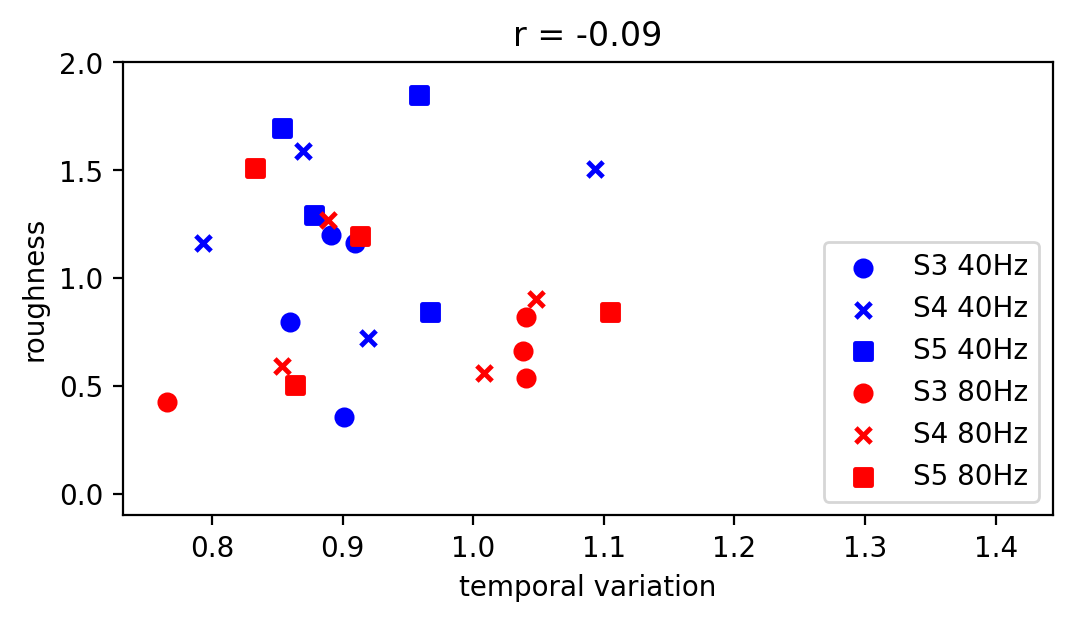 r = -0.09
2.0
1.5
1.0
0.5
0.0
roughness
S3 40Hz
S4 40Hz
S5 40Hz
S3 80Hz
S4 80Hz
S5 80Hz
0.8 0.9 1.0 1.1 1.2 1.3 1.4
temporal variation